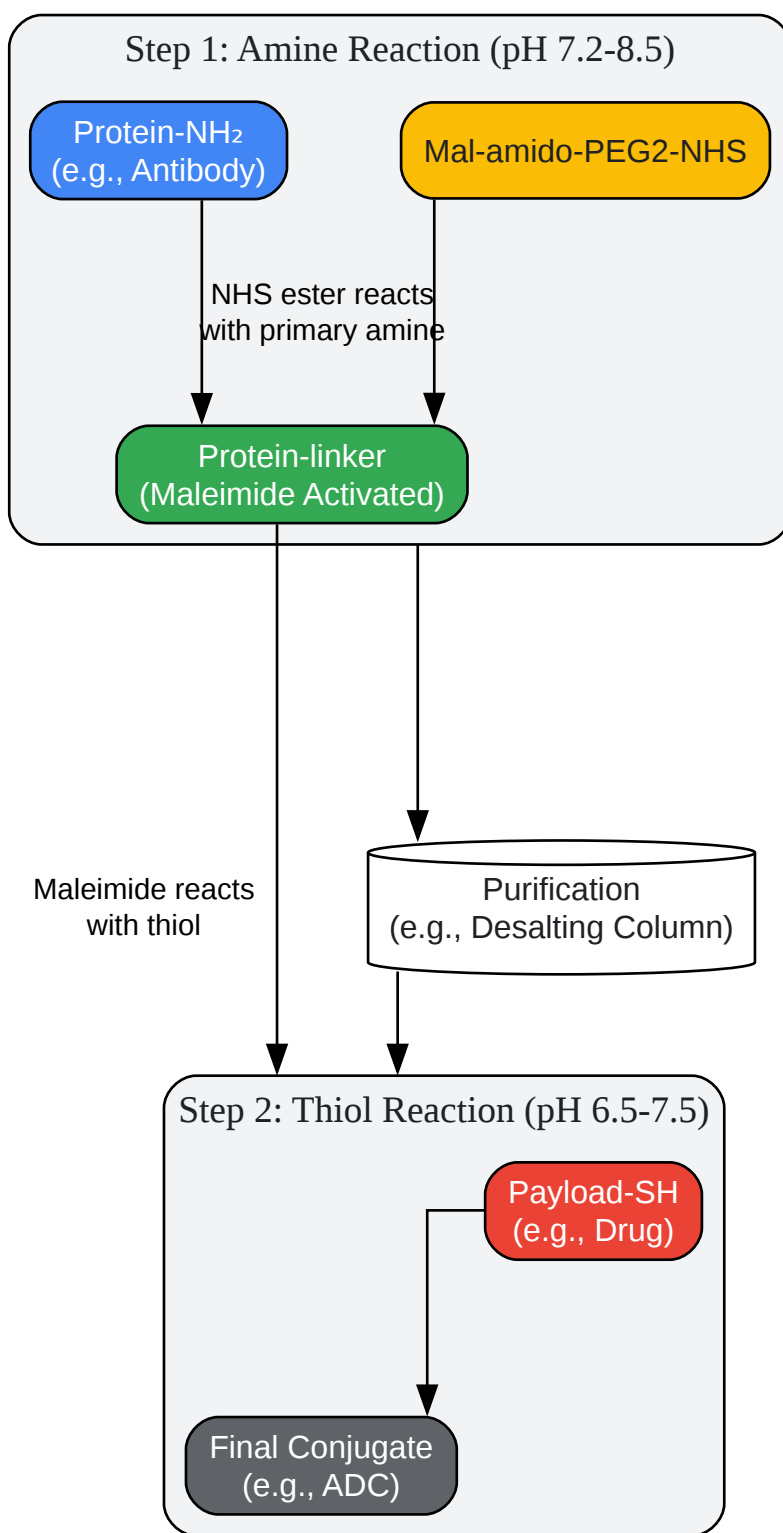 Step 1: Amine Reaction (pH 7.2-8.5)
Protein-NH₂
(e.g., Antibody)
Mal-amido-PEG2-NHS
NHS ester reacts
with primary amine
Protein-linker
(Maleimide Activated)
Purification
(e.g., Desalting Column)
Maleimide reacts
with thiol
Step 2: Thiol Reaction (pH 6.5-7.5)
Payload-SH
(e.g., Drug)
Final Conjugate
(e.g., ADC)